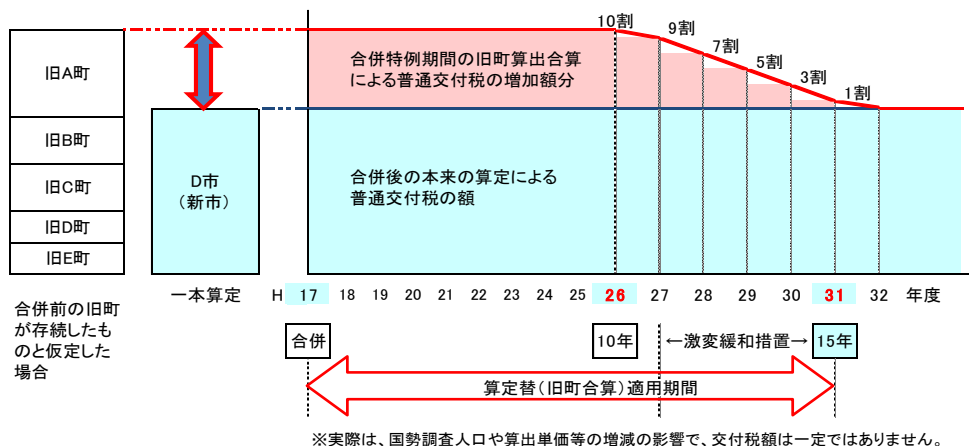 10割
9割
7割
5割
3割
1割
旧A町
旧B町
旧C町
旧D町
旧E町
合併特例期間の旧町算出合算
による普通交付税の増加額分
D市
(新市)
合併後の本来の算定による
普通交付税の額
合併前の旧町
が存続したも
のと仮定した
場合
一本算定
H 17 18 19 20 21 22 23 24 25 26 27 28 29 30 31 32 年度
合併
10年
←激変緩和措置→
15年
算定替(旧町合算)適用期間
※実際は、国勢調査人口や算出単価等の増減の影響で、交付税額は一定ではありません。